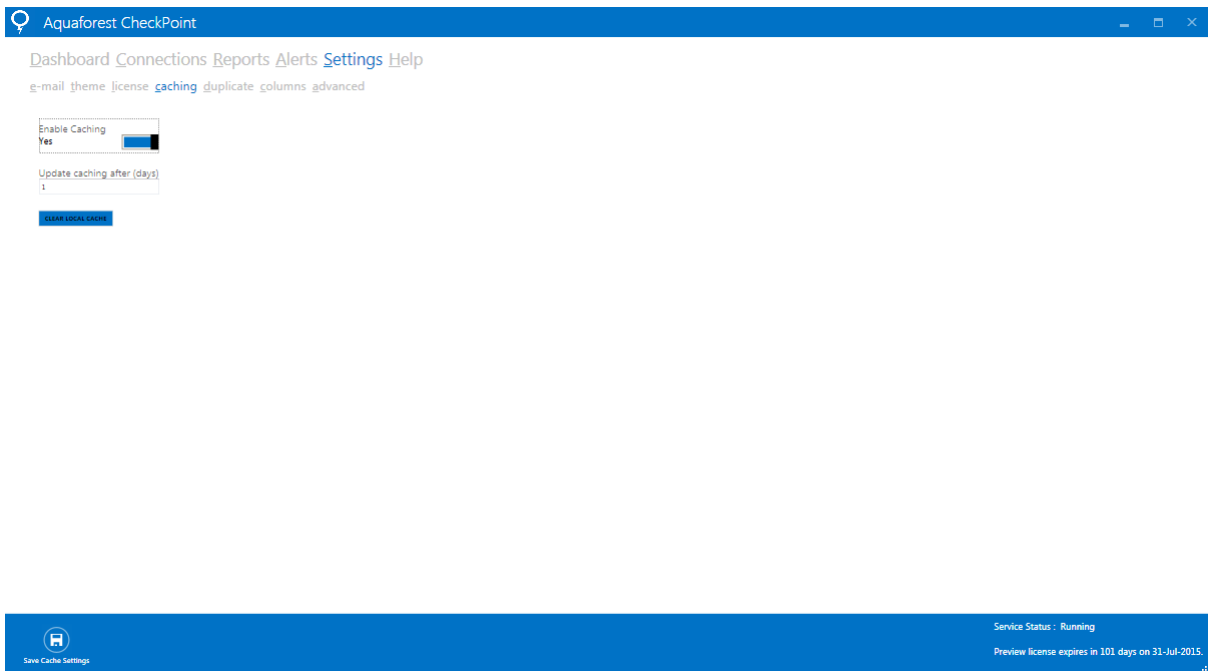 Aquaforest CheckPoint
Dashboard Connections Reports Alerts Settings Help
e-mail theme license caching duplicate columns advanced
Enable Caching
Yes
Update caching after (days)
1
CLEAR LOCAL CACHE
Save Cache Settings
Service Status : Running
Preview license expires in 101 days on 31-Jul-2015.